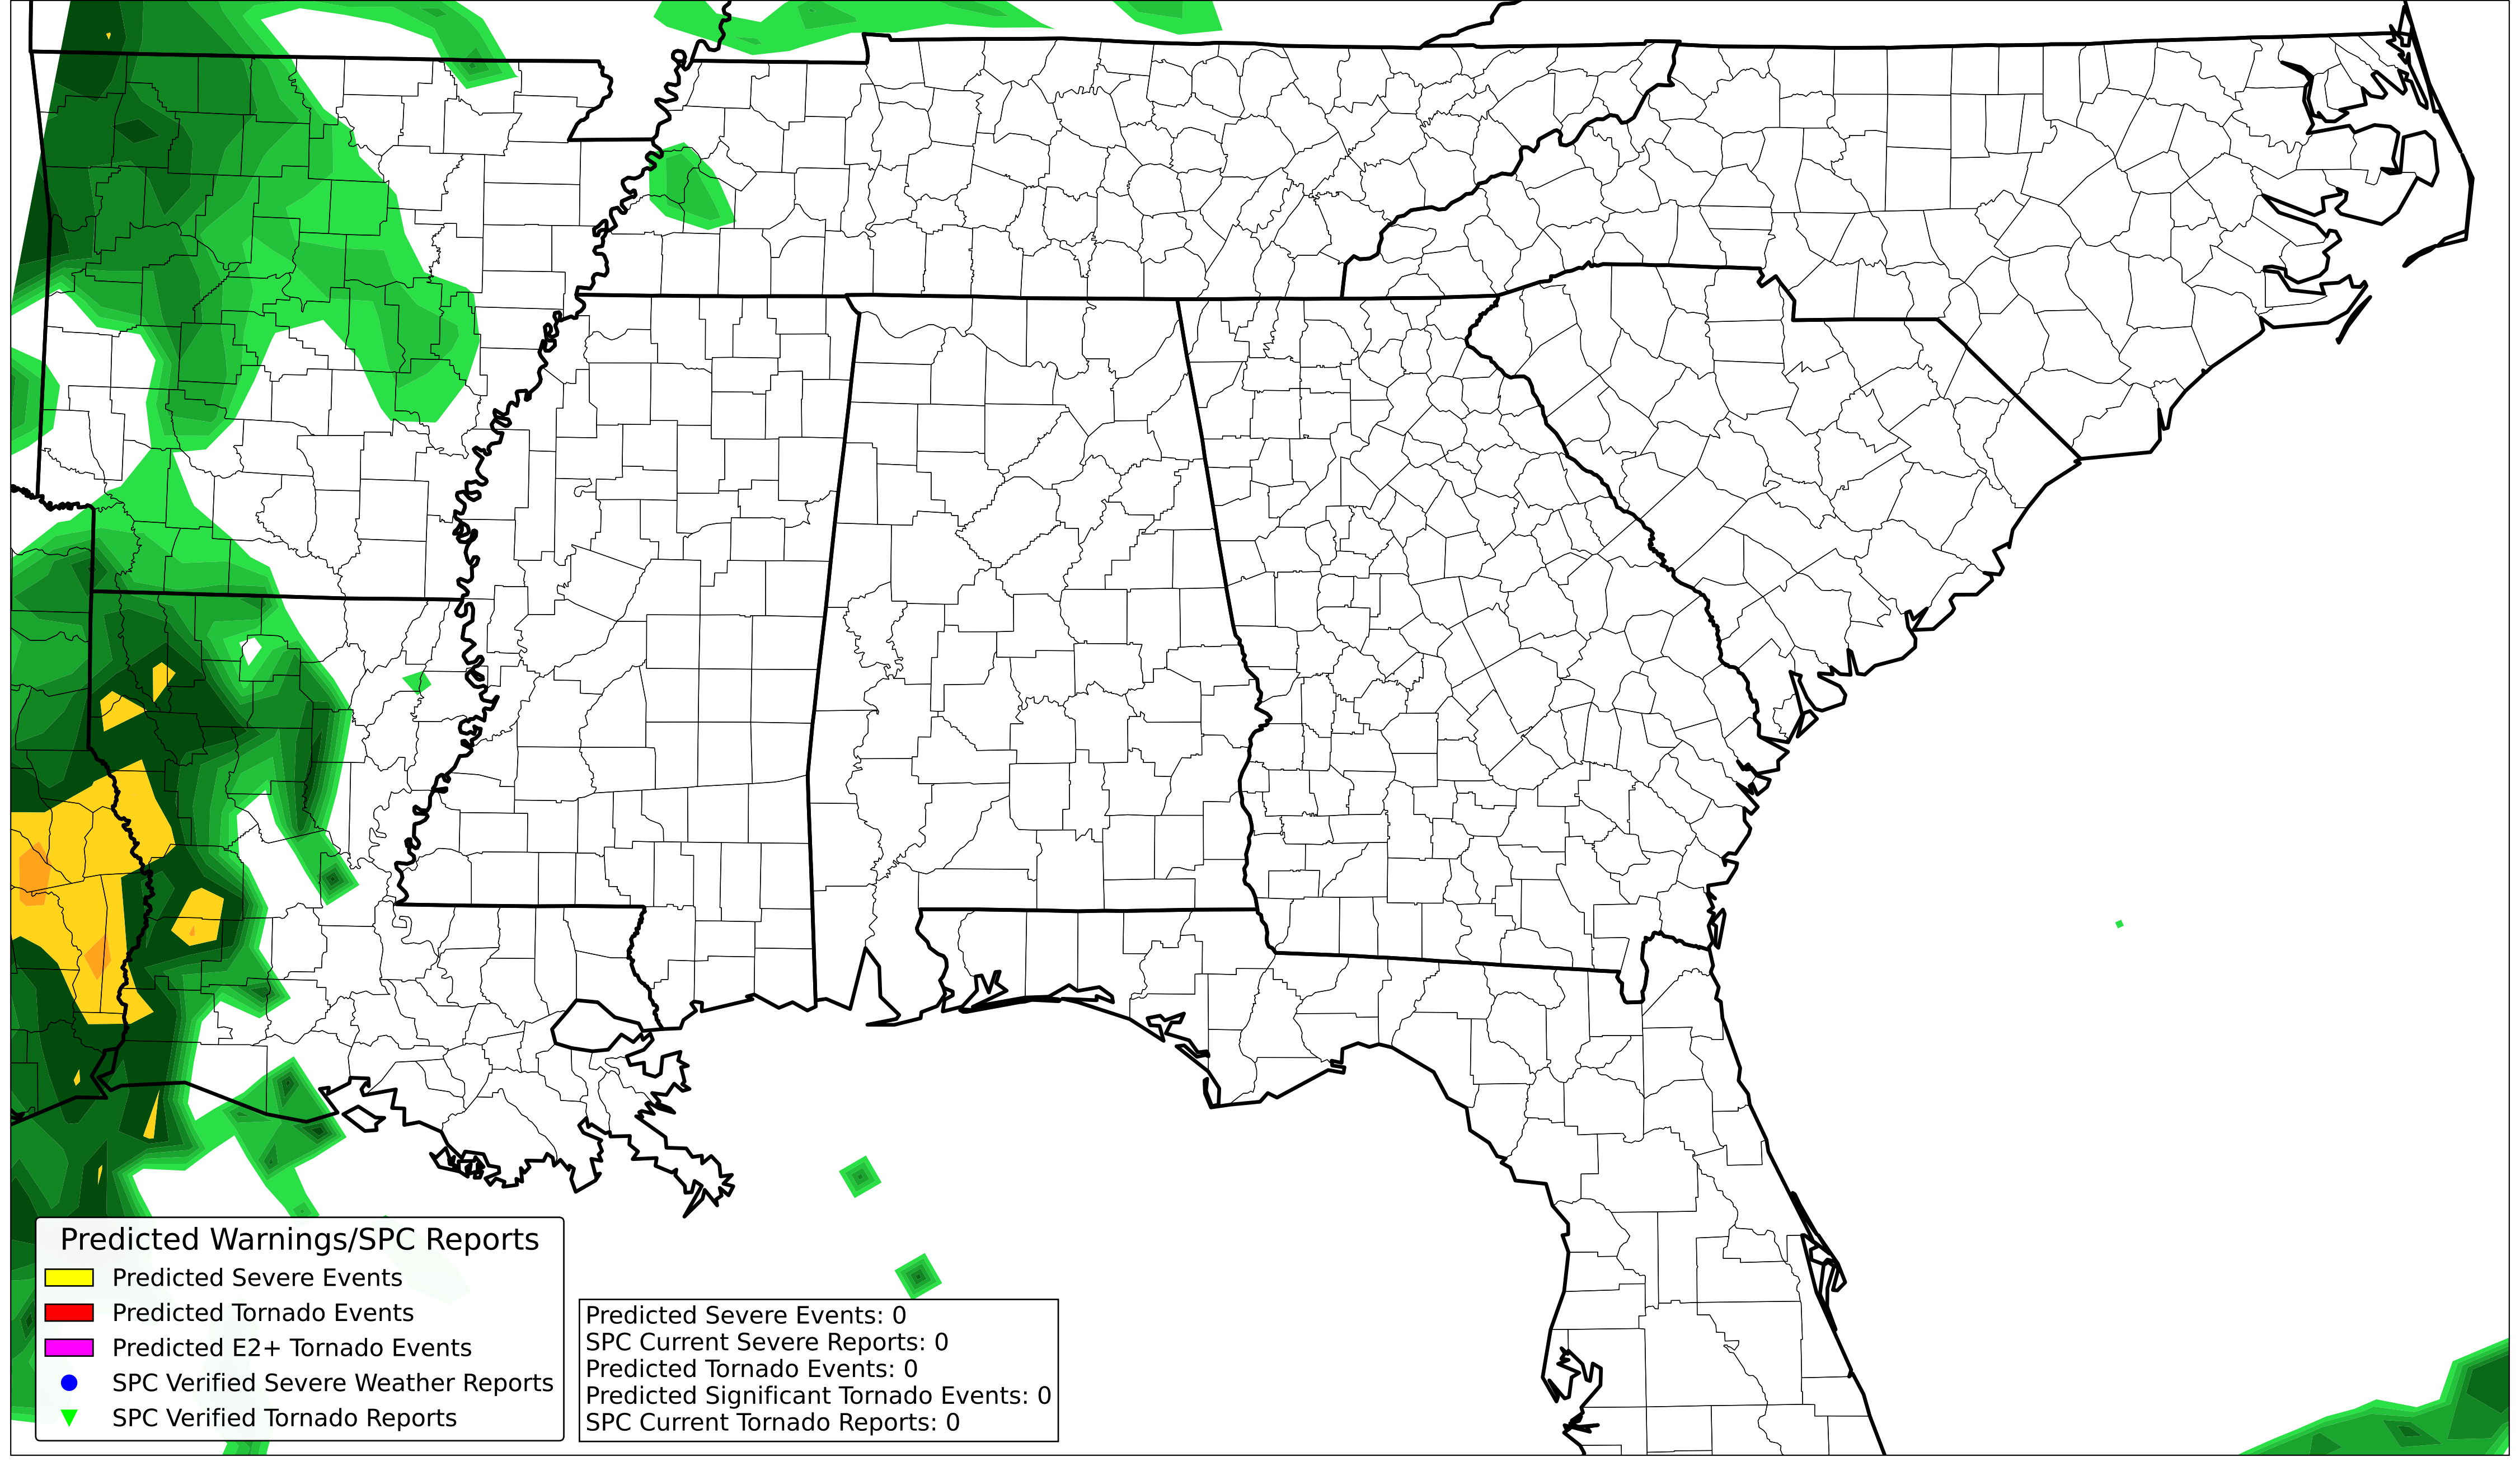 Predicted Warnings/SPC Reports
Predicted Severe Events
Predicted Tornado Events
Predicted E2+ Tornado Events
SPC Verified Severe Weather Reports
SPC Verified Tornado Reports
Predicted Severe Events: 0
SPC Current Severe Reports: 0
Predicted Tornado Events: 0
Predicted Significant Tornado Events: 0
SPC Current Tornado Reports: 0